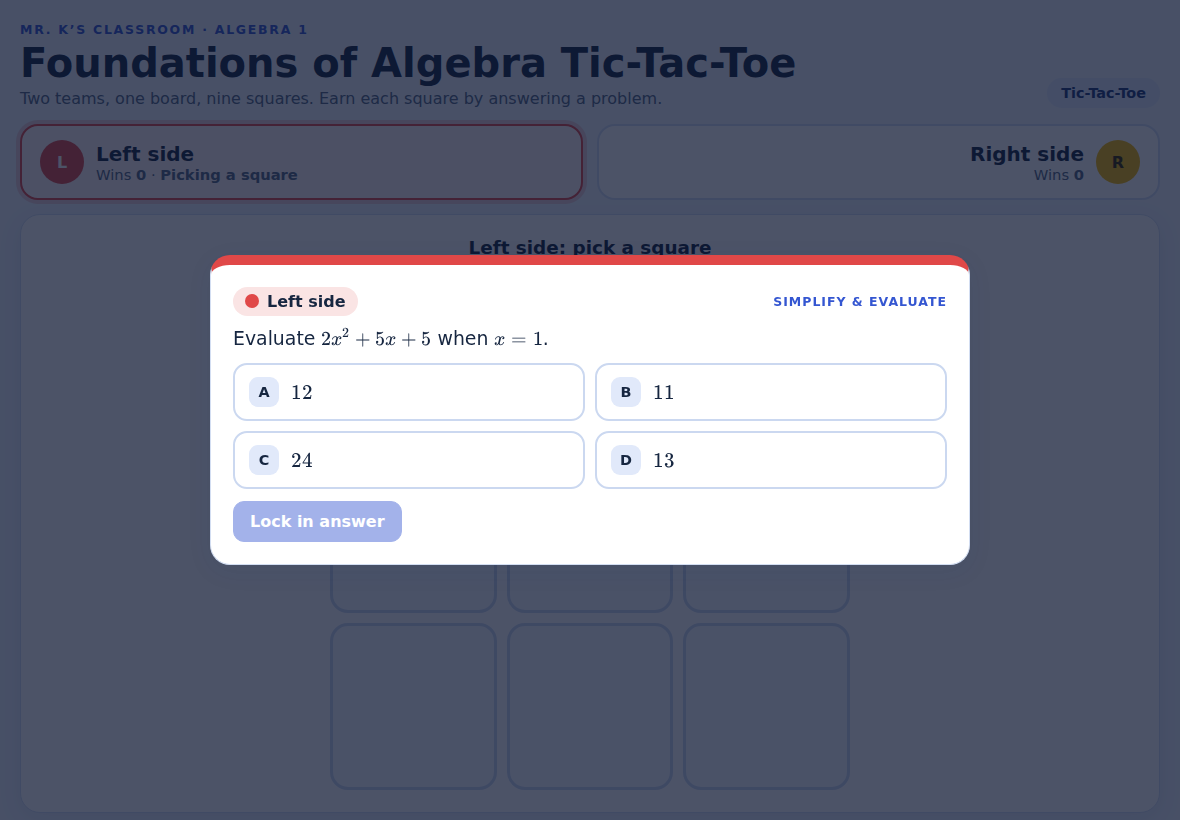 MR. K’S CLASSROOM · ALGEBRA 1
Foundations of Algebra Tic-Tac-Toe
Two teams, one board, nine squares. Earn each square by answering a problem.
Tic-Tac-Toe
L
Left side
Wins 0 · Picking a square
Right side
Wins 0
R
Left side: pick a square
Left side
SIMPLIFY & EVALUATE
Evaluate 2x² + 5x + 5 when x = 1.
A 12
B 11
C 24
D 13
Lock in answer